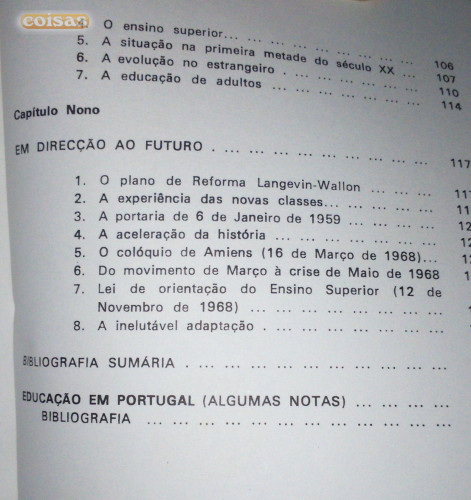 coisas
4. O ensino superior... ... ... ... ... ... ... ... 106
5. A situação na primeira metade do século XX ... 107
6. A evolução no estrangeiro . ... ... ... ... ... ... 110
7. A educação de adultos ... ... ... ... ... ... ... 114
Capítulo Nono
EM DIRECÇÃO AO FUTURO . ... ... ... ... ... ... ... ... 117
1. O plano de Reforma Langevin-Wallon ... ... ...
2. A experiência das novas classes... ... ... ... ...
3. A portaria de 6 de Janeiro de 1959 ... ... ... ...
4. A aceleração da história ... ... ... ... ... ... ...
5. O colóquio de Amiens (16 de Março de 1968)...
6. Do movimento de Março à crise de Maio de 1968
7. Lei de orientação do Ensino Superior (12 de
Novembro de 1968) ... ... ... ... ... ... ... ...
8. A inelutável adaptação . ... ... ... ... ... ... ...
BIBLIOGRAFIA SUMÁRIA . ... ... ... ... ... ... ... ... ...
EDUCAÇÃO EM PORTUGAL (ALGUMAS NOTAS) ... ... ... ...
BIBLIOGRAFIA ... ... ... ... ... ... ... ... ... ... ...